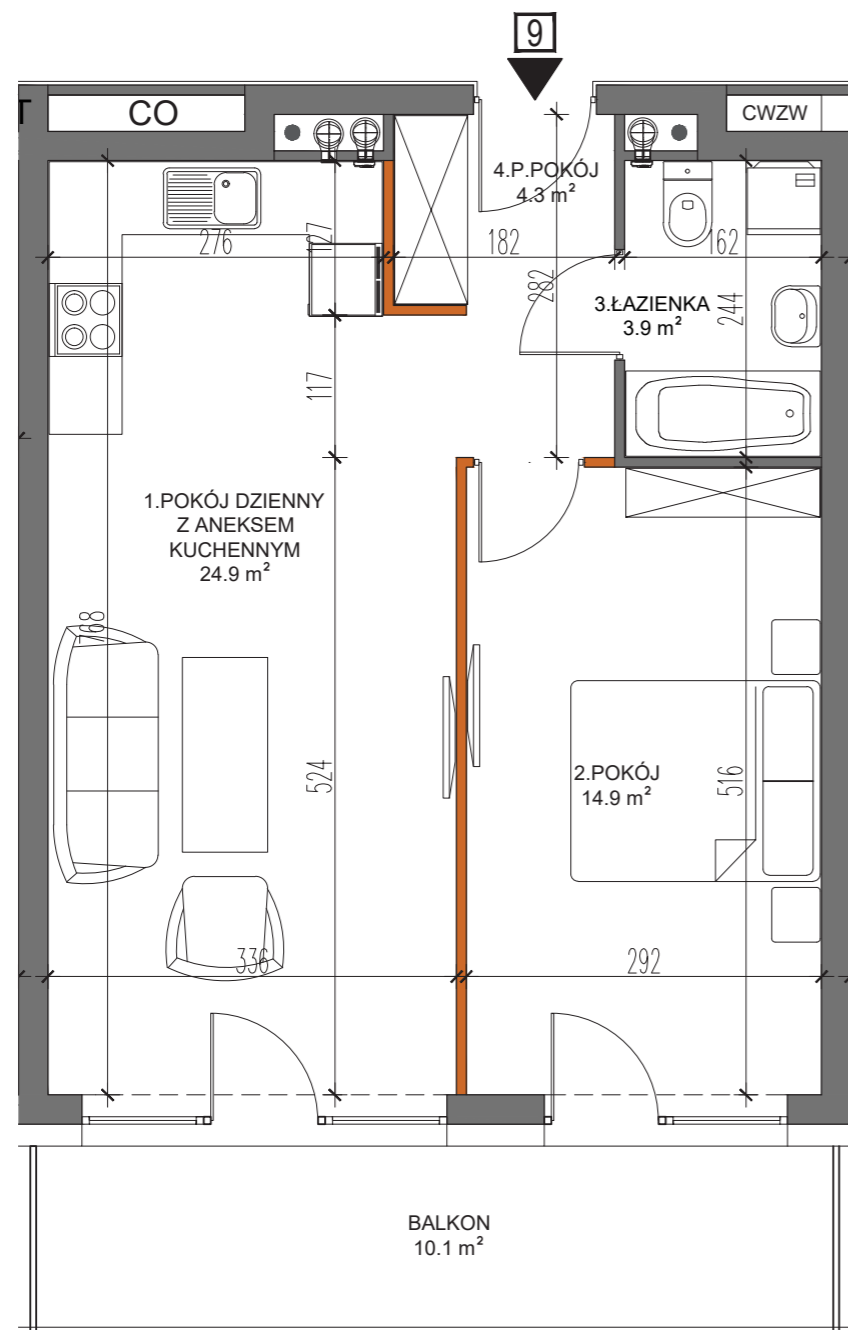 9
CO
CWZW
4.P.POKÓJ
4.3 m²
276
127
182
282
162
244
3.ŁAZIENKA
3.9 m²
117
1.POKÓJ DZIENNY
Z ANEKSEM
KUCHENNYM
24.9 m²
768
524
2.POKÓJ
14.9 m²
516
336
292
BALKON
10.1 m²